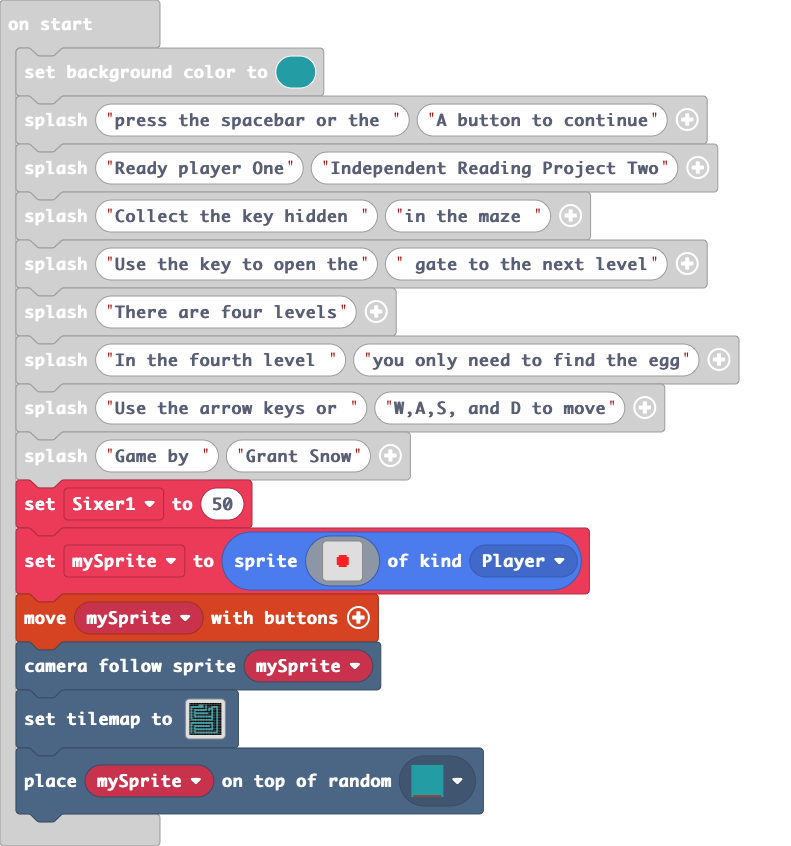 on start
set background color to
splash "press the spacebar or the " "A button to continue"
splash "Ready player One" "Independent Reading Project Two"
splash "Collect the key hidden " "in the maze "
splash "Use the key to open the" " gate to the next level"
splash "There are four levels"
splash "In the fourth level " "you only need to find the egg"
splash "Use the arrow keys or " "W,A,S, and D to move"
splash "Game by " "Grant Snow"
set Sixer1 to 50
set mySprite to sprite of kind Player
move mySprite with buttons
camera follow sprite mySprite
set tilemap to
place mySprite on top of random